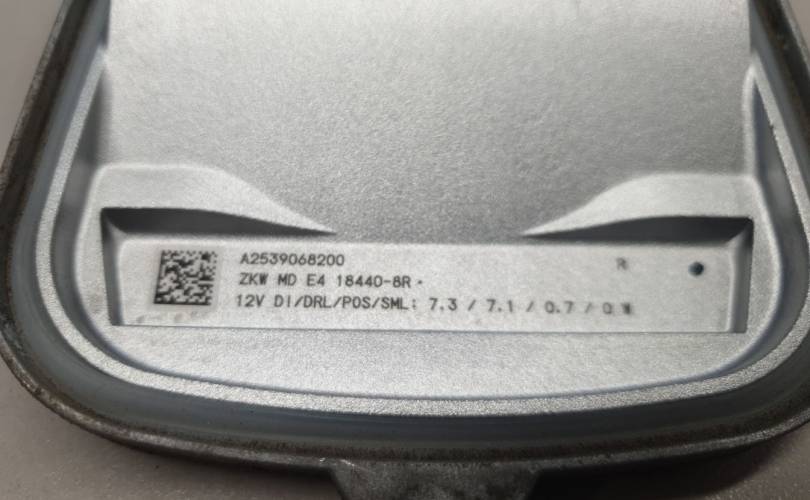 A2539068200
R
ZKW MD E4 18440-8R
12V DI/DRL/POS/SML: 7.3 / 7.1 / 0.7 / 0 W